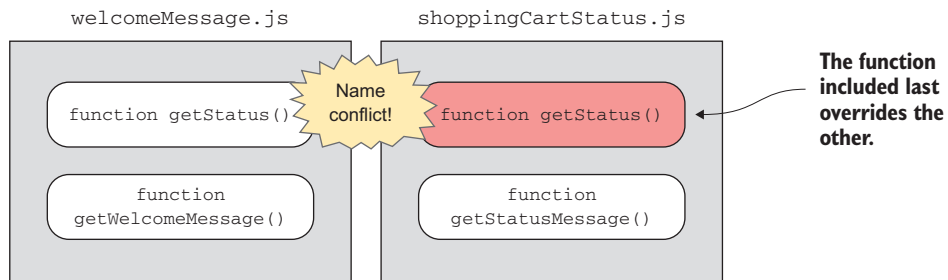 welcomeMessage.js
shoppingCartStatus.js
function getStatus()
Name
conflict!
function getStatus()
The function
included last
overrides the
other.
function
getWelcomeMessage()
function
getStatusMessage()